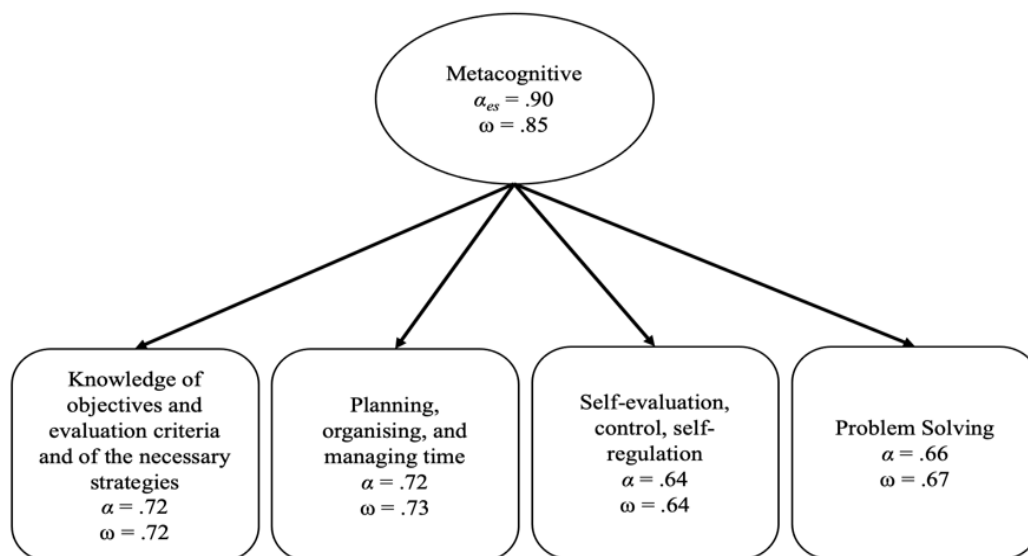 Metacognitive
αes = .90
ω = .85
Knowledge of
objectives and
evaluation criteria
and of the necessary
strategies
α = .72
ω = .72
Planning,
organising, and
managing time
α = .72
ω = .73
Self-evaluation,
control, self-
regulation
α = .64
ω = .64
Problem Solving
α = .66
ω = .67